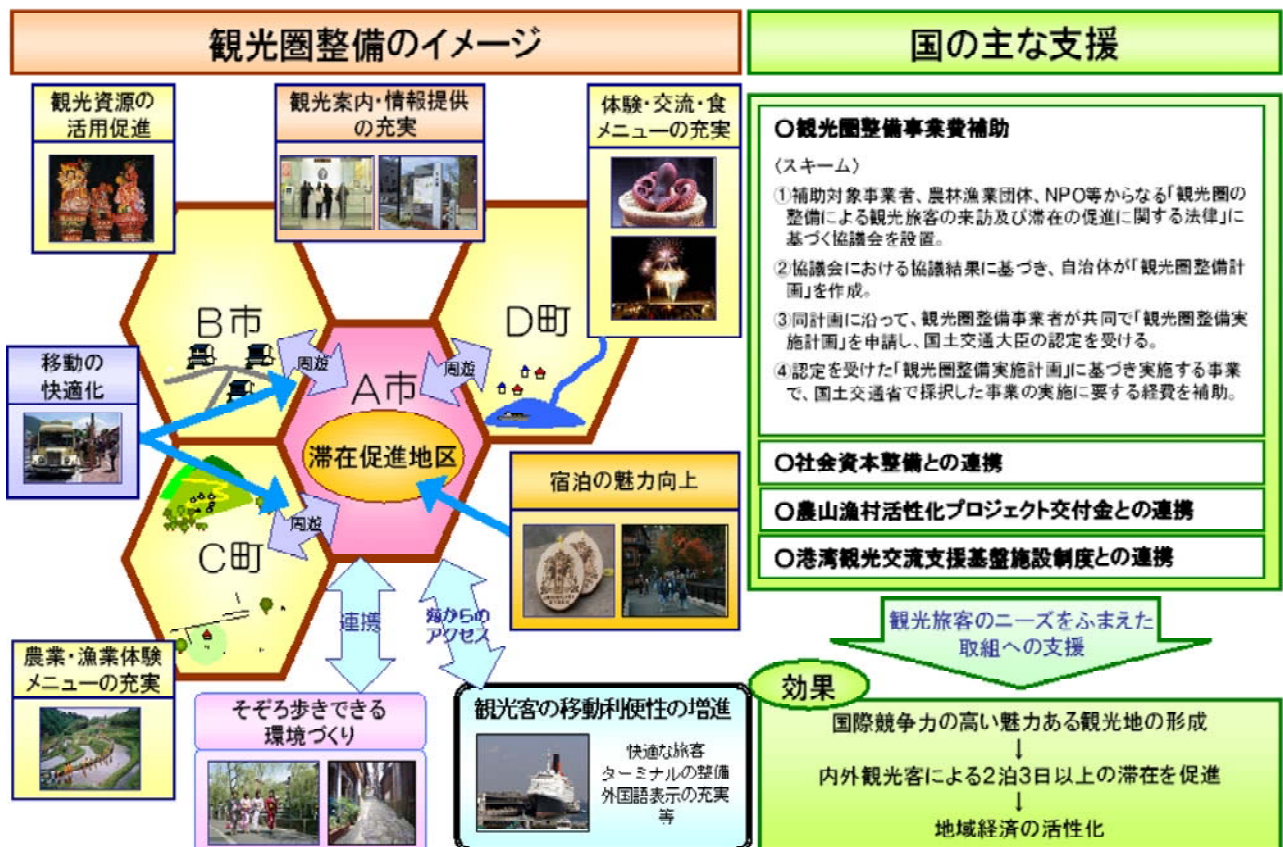 観光圏整備のイメージ
観光資源の
活用促進
観光案内・情報提供
の充実
体験・交流・食
メニューの充実
B市
D町
移動の
快適化
周遊
周遊
A市
滞在促進地区
宿泊の魅力向上
周遊
C町
連携
海からの
アクセス
農業・漁業体験
メニューの充実
そぞろ歩きできる
環境づくり
観光客の移動利便性の増進
快適な旅客
ターミナルの整備
外国語表示の充実
等
国の主な支援
○観光圏整備事業費補助
〈スキーム〉
①補助対象事業者、農林漁業団体、NPO等からなる「観光圏の
整備による観光旅客の来訪及び滞在の促進に関する法律」に
基づく協議会を設置。
②協議会における協議結果に基づき、自治体が「観光圏整備計
画」を作成。
③同計画に沿って、観光圏整備事業者が共同で「観光圏整備実
施計画」を申請し、国土交通大臣の認定を受ける。
④認定を受けた「観光圏整備実施計画」に基づき実施する事業
で、国土交通省で採択した事業の実施に要する経費を補助。
○社会資本整備との連携
○農山漁村活性化プロジェクト交付金との連携
○港湾観光交流支援基盤施設制度との連携
観光旅客のニーズをふまえた
取組への支援
効果
国際競争力の高い魅力ある観光地の形成
↓
内外観光客による2泊3日以上の滞在を促進
↓
地域経済の活性化